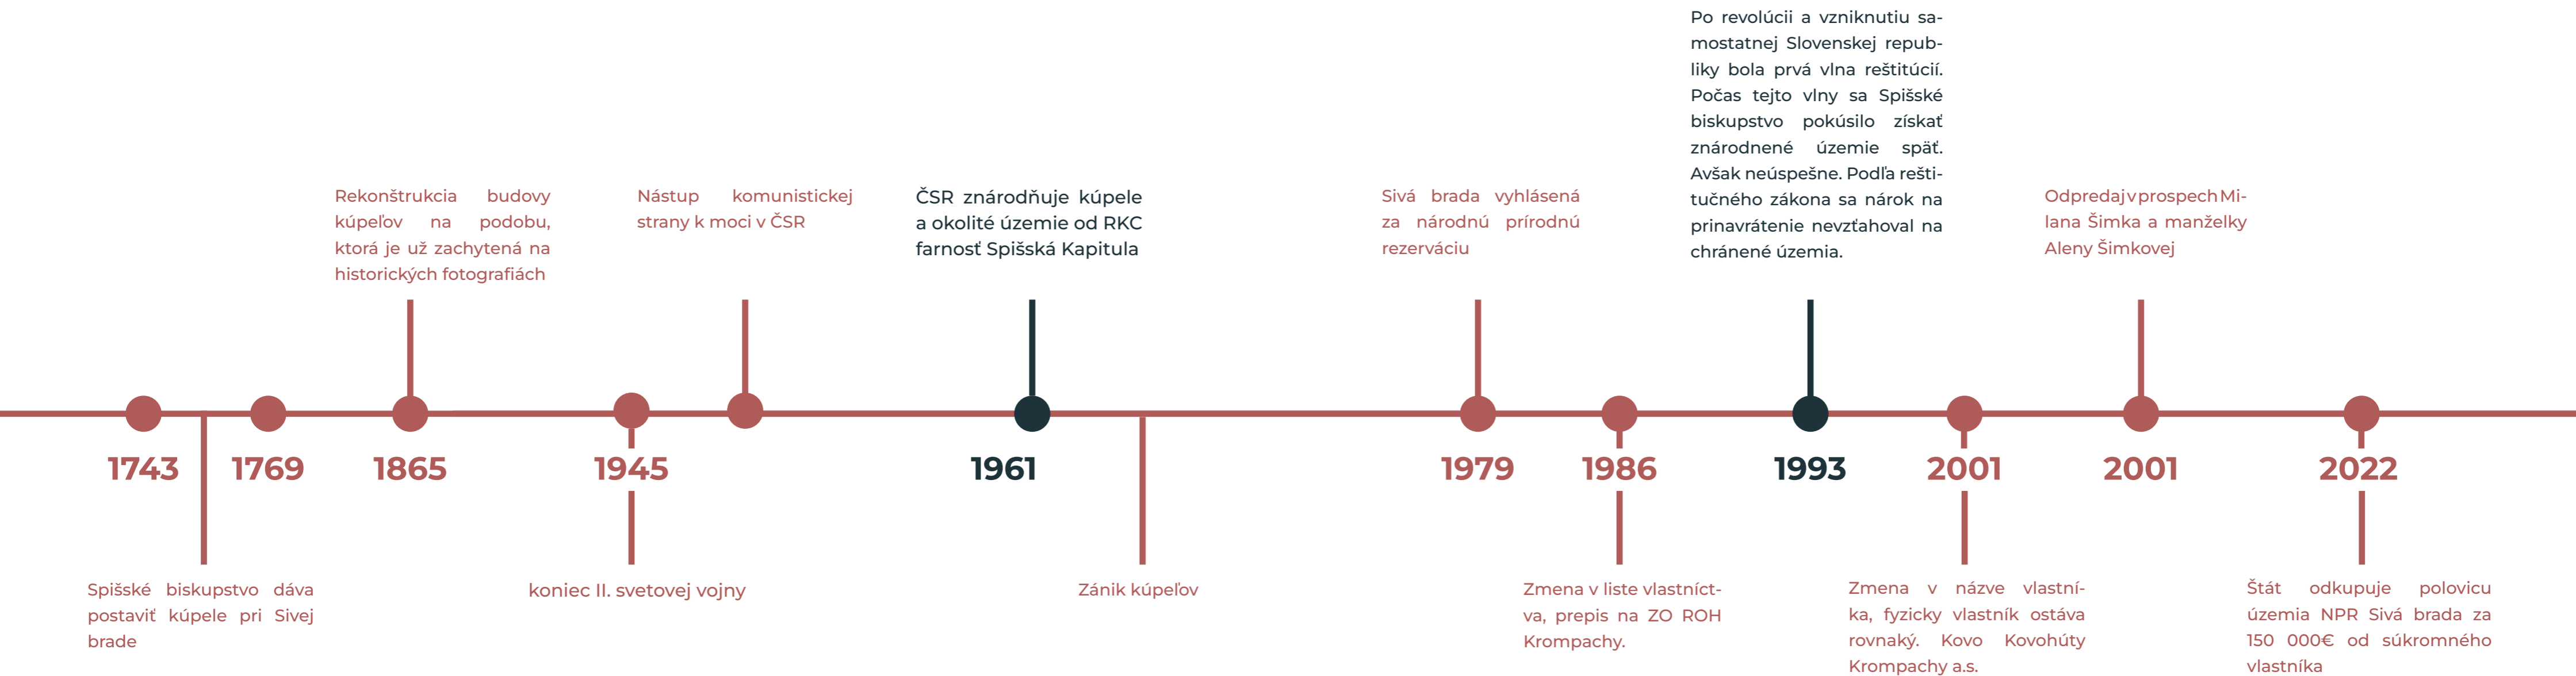 Po revolúcii a vzniknutiu sa-
mostatnej Slovenskej repub-
liky bola prvá vlna reštitúcií.
Počas tejto vlny sa Spišské
biskupstvo pokúsilo získať
znárodnené územie späť.
Avšak neúspešne. Podľa rešti-
tučného zákona sa nárok na
prinavrátenie nevzťahoval na
chránené územia.
Rekonštrukcia budovy
kúpeľov na podobu,
ktorá je už zachytená na
historických fotografiách
Nástup komunistickej
strany k moci v ČSR
ČSR znárodňuje kúpele
a okolité územie od RKC
farnosť Spišská Kapitula
Sivá brada vyhlásená
za národnú prírodnú
rezerváciu
Odpredaj v prospech Mi-
lana Šimka a manželky
Aleny Šimkovej
1743
1769
1865
1945
1961
1979
1986
1993
2001
2001
2022
Spišské biskupstvo dáva
postaviť kúpele pri Sivej
brade
koniec II. svetovej vojny
Zánik kúpeľov
Zmena v liste vlastníct-
va, prepis na ZO ROH
Krompachy.
Zmena v názve vlastní-
ka, fyzicky vlastník ostáva
rovnaký. Kovo Kovohúty
Krompachy a.s.
Štát odkupuje polovicu
územia NPR Sivá brada za
150 000€ od súkromného
vlastníka